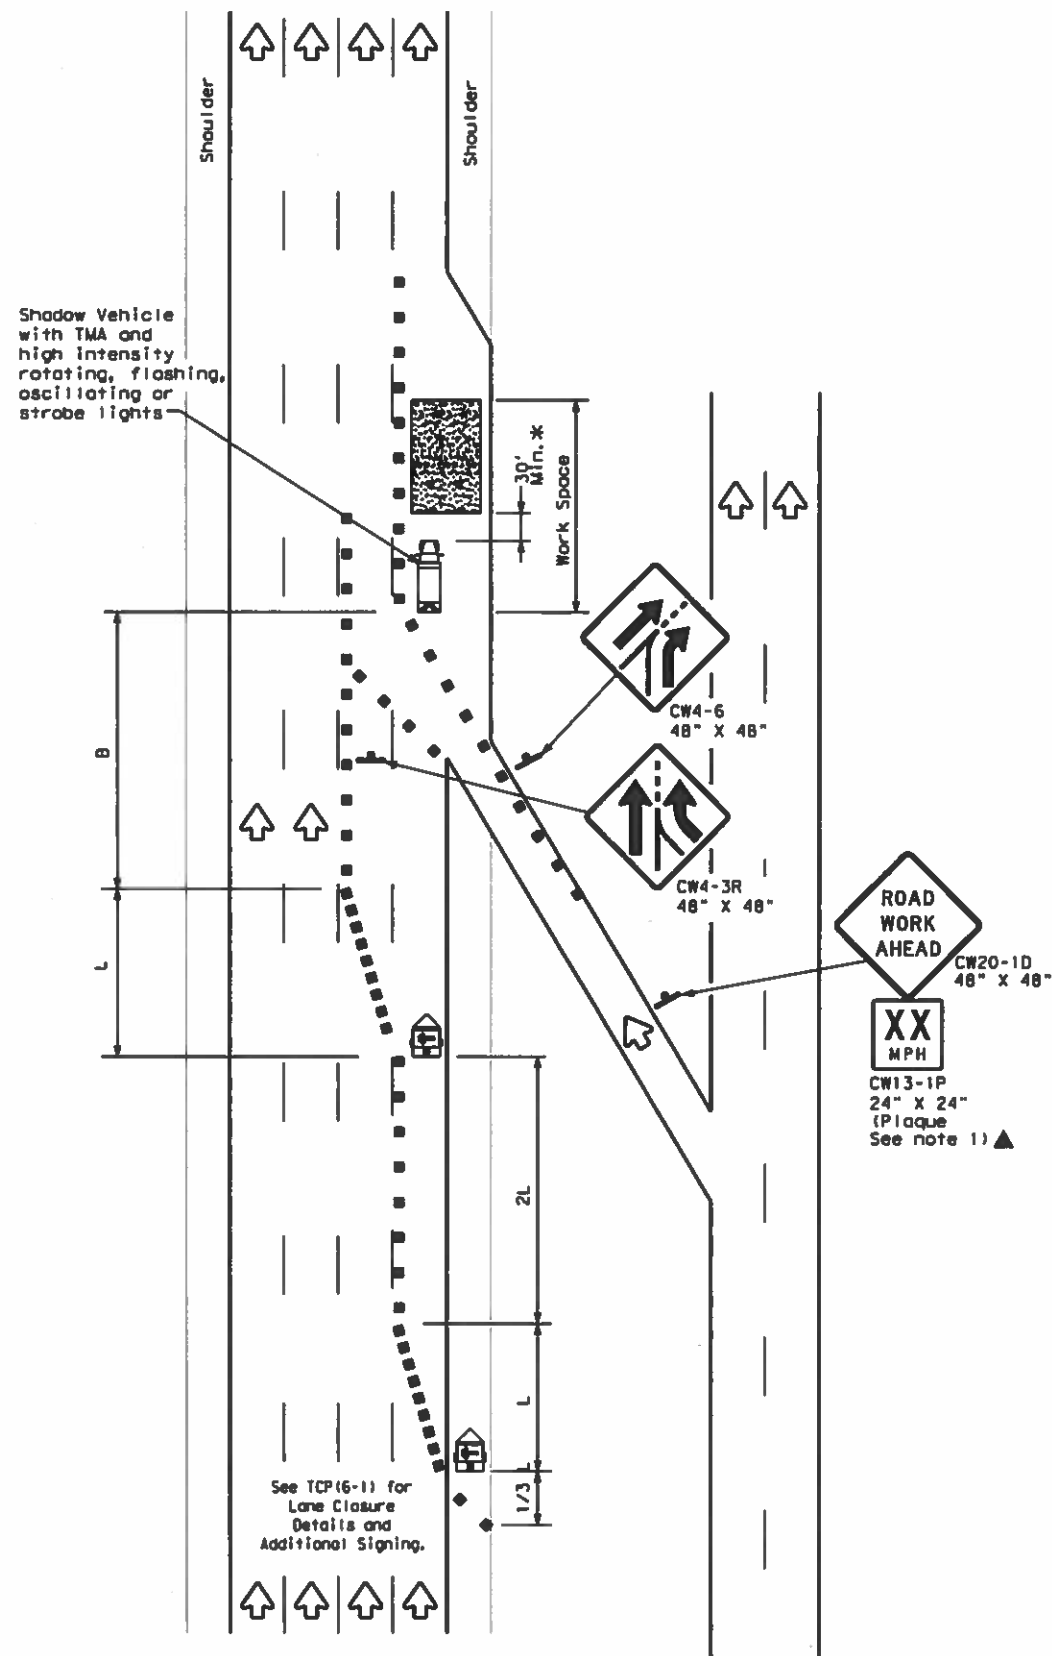 Shoulder
Shoulder
Shadow Vehicle
with TMA and
high intensity
rotating, flashing,
oscillating or
strobe lights
30'
Min.*
Work Space
CW4-6
48" X 48"
B
CW4-3R
48" X 48"
ROAD
WORK
AHEAD
CW20-1D
48" X 48"
L
XX
MPH
CW13-1P
24" X 24"
(Plaque
See note 1) ▲
2L
L
1/3 L
See TCP(6-1) for
Lane Closure
Details and
Additional Signing.